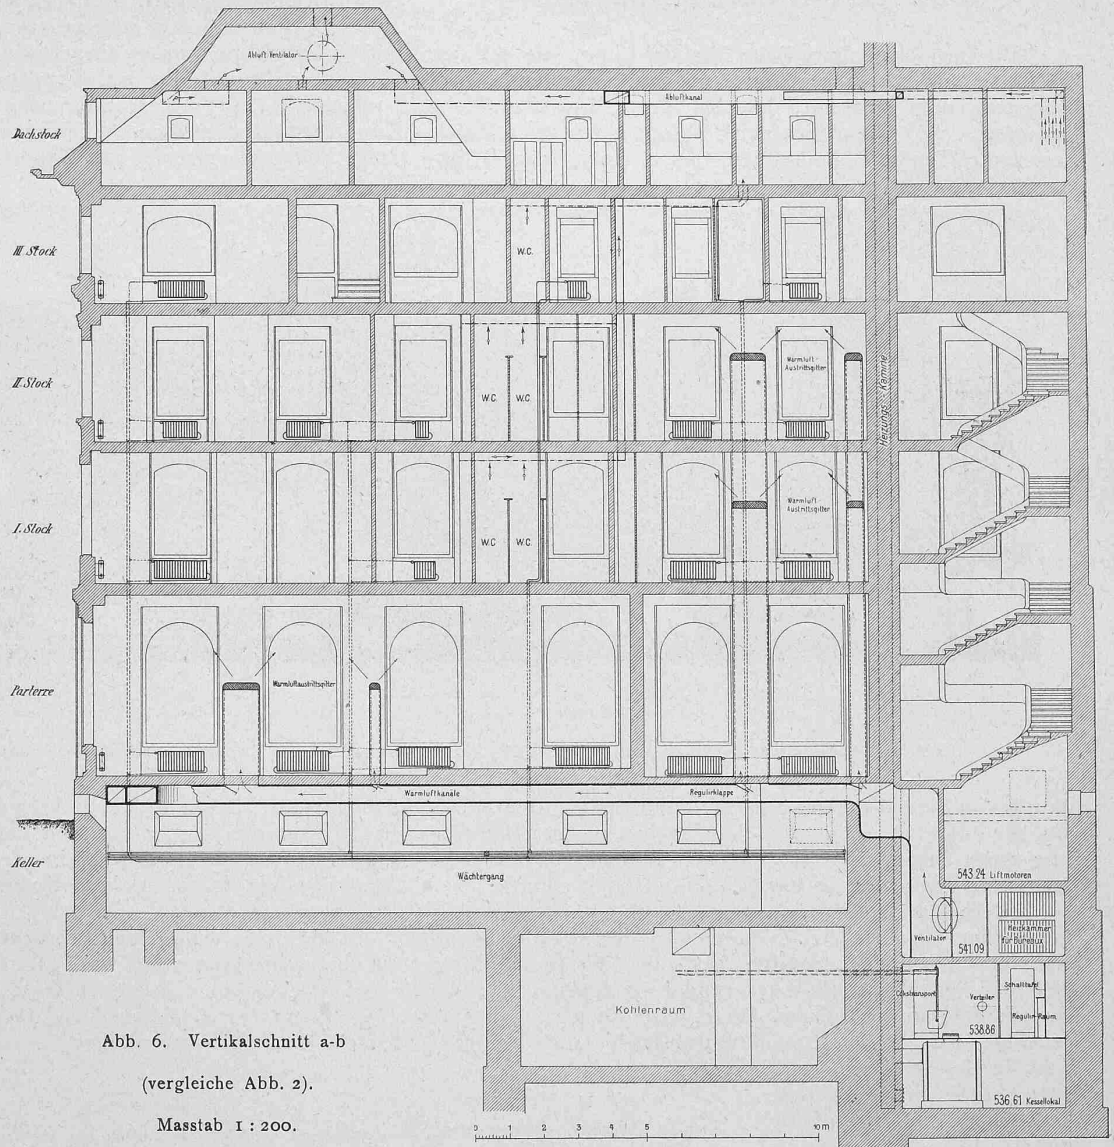 Abluft Ventilator
Abluftkanal
Dachstock
III. Stock
W.C.
II. Stock
W.C. W.C.
Warmluft-
Austrittsgitter
Heizungs-Kamine
I. Stock
W.C. W.C.
Warmluft
Austrittsgitter
Parterre
Warmluftaustrittsgitter
Warmluftkanäle
Regulirklappe
Keller
Wächtergang
543.24 Liftmotoren
Ventilator
541.09
Heizkammer
für Bureaux
Kohlenraum
Cokstransport
Verteiler
538.86
Schalttafel
Regulir-Raum
536.61 Kessellokal
Abb. 6. Vertikalschnitt a-b
(vergleiche Abb. 2).
Masstab 1 : 200.
0 1 2 3 4 5 10 m